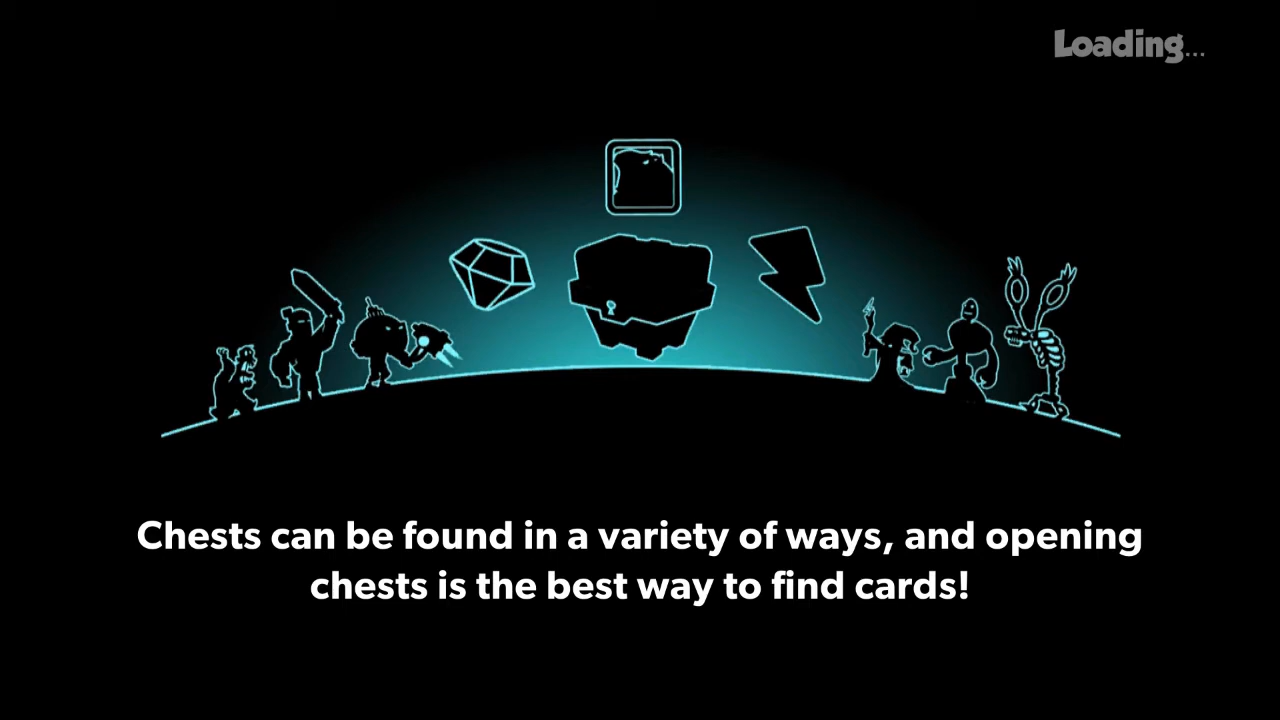 Loading...
Chests can be found in a variety of ways, and opening
chests is the best way to find cards!